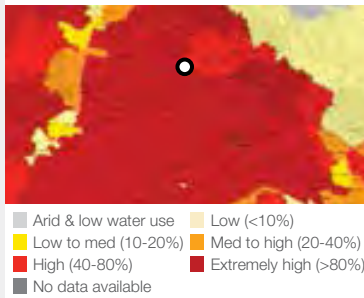 Arid & low water use Low (<10%)
Low to med (10-20%) Med to high (20-40%)
High (40-80%) Extremely high (>80%)
No data available